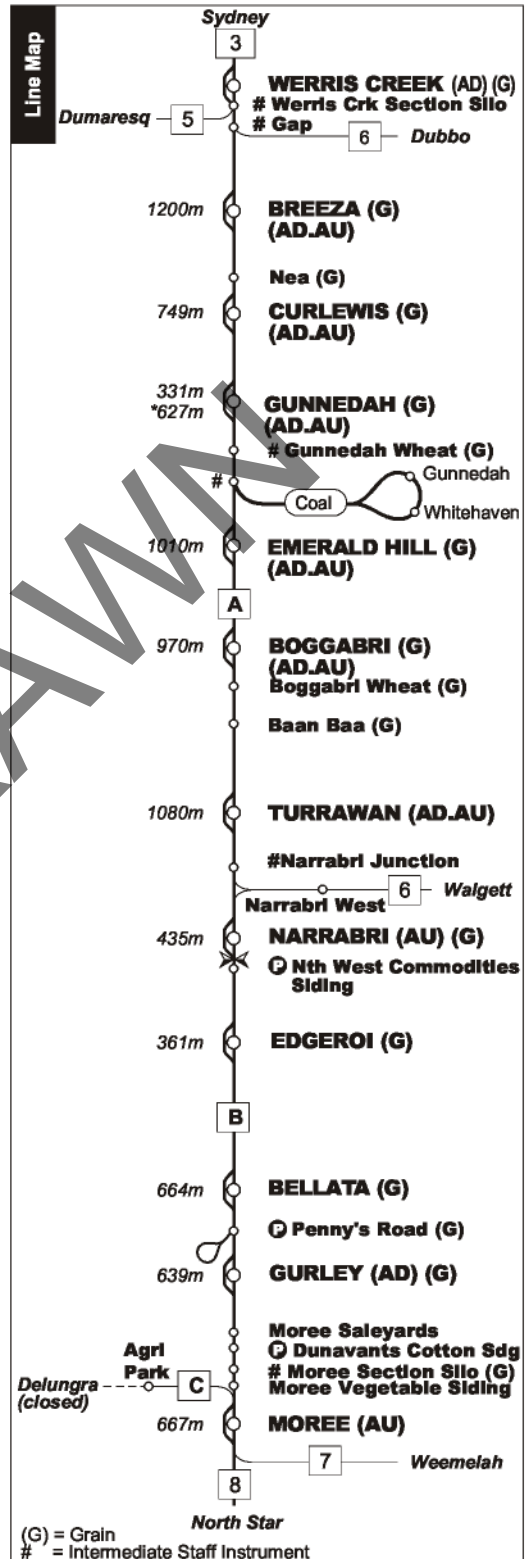 Line Map
Sydney
3
WERRIS CREEK (AD) (G)
# Werris Crk Section Silo
Dumaresq 5
# Gap
6 Dubbo
1200m BREEZA (G)
(AD.AU)
Nea (G)
749m CURLEWIS (G)
(AD.AU)
331m
*627m GUNNEDAH (G)
(AD.AU)
# Gunnedah Wheat (G)
Gunnedah
#
Coal
Whitehaven
1010m EMERALD HILL (G)
(AD.AU)
A
970m BOGGABRI (G)
(AD.AU)
Boggabri Wheat (G)
Baan Baa (G)
1080m TURRAWAN (AD.AU)
#Narrabri Junction
6 Walgett
Narrabri West
435m NARRABRI (AU) (G)
P Nth West Commodities
Siding
361m EDGEROI (G)
B
664m BELLATA (G)
P Penny's Road (G)
639m GURLEY (AD) (G)
Moree Saleyards
P Dunavants Cotton Sdg
# Moree Section Silo (G)
Moree Vegetable Siding
Agri
Park
Delungra
(closed)
C
667m MOREE (AU)
7 Weemelah
8
North Star
(G) = Grain
# = Intermediate Staff Instrument